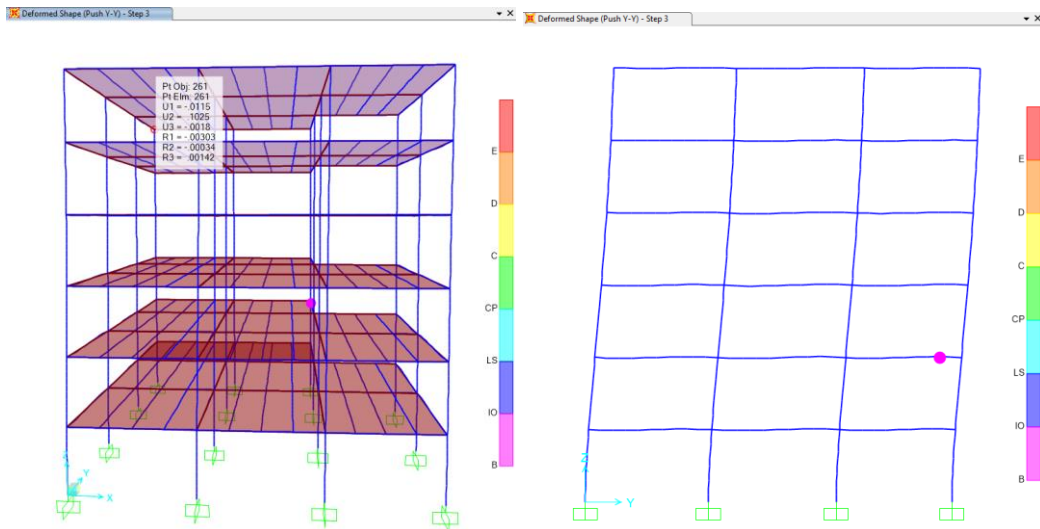 Deformed Shape (Push Y-Y) - Step 3
Pt Obj: 261
Pt Elm: 261
U1 = -.0115
U2 = .1025
U3 = -.0018
R1 = -.00303
R2 = -.00034
R3 = .00142
Z
Y
X
E
D
C
CP
LS
IO
B
Deformed Shape (Push Y-Y) - Step 3
Z
Y
E
D
C
CP
LS
IO
B